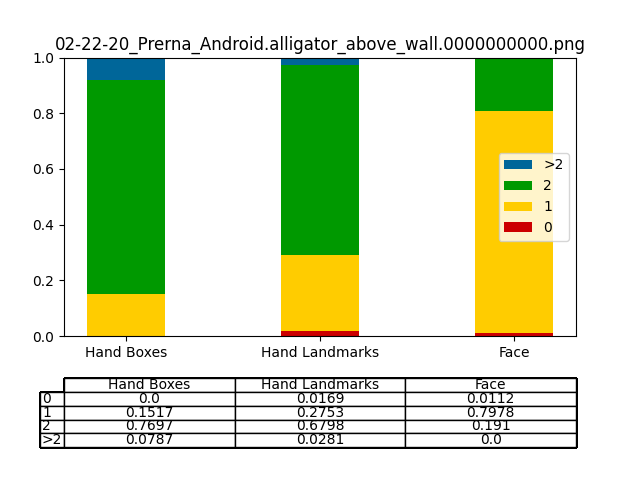 02-22-20_Prerna_Android.alligator_above_wall.0000000000.png
1.0
0.8
0.6
0.4
0.2
0.0
>2
2
1
0
Hand Boxes Hand Landmarks Face
Hand Boxes Hand Landmarks Face
0 0.0 0.0169 0.0112
1 0.1517 0.2753 0.7978
2 0.7697 0.6798 0.191
>2 0.0787 0.0281 0.0